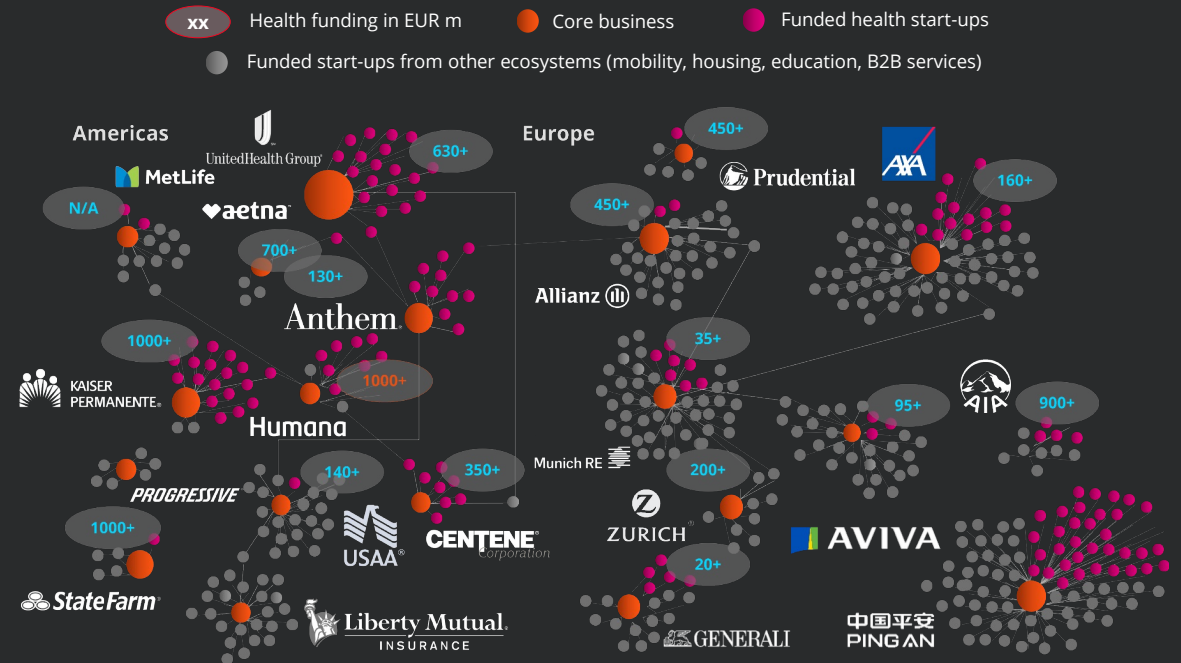 xx Health funding in EUR m Core business Funded health start-ups
Funded start-ups from other ecosystems (mobility, housing, education, B2B services)
Americas
Europe
UnitedHealth Group
630+
MetLife
N/A
aetna
700+
130+
Anthem®
1000+
KAISER
PERMANENTE®
1000+
Humana
PROGRESSIVE
140+
USAA®
350+
CENTENE®
Corporation
1000+
State Farm®
Liberty Mutual®
INSURANCE
450+
Prudential
AXA
160+
450+
Allianz
35+
Munich RE
95+
AIA
900+
200+
ZURICH®
AVIVA
20+
GENERALI
中国平安
PING AN